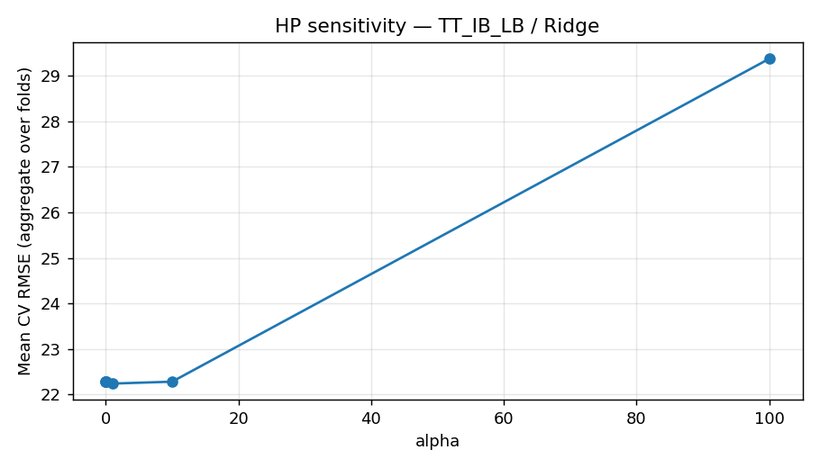 HP sensitivity — TT_IB_LB / Ridge
Mean CV RMSE (aggregate over folds)
29
28
27
26
25
24
23
22
0 20 40 60 80 100
alpha